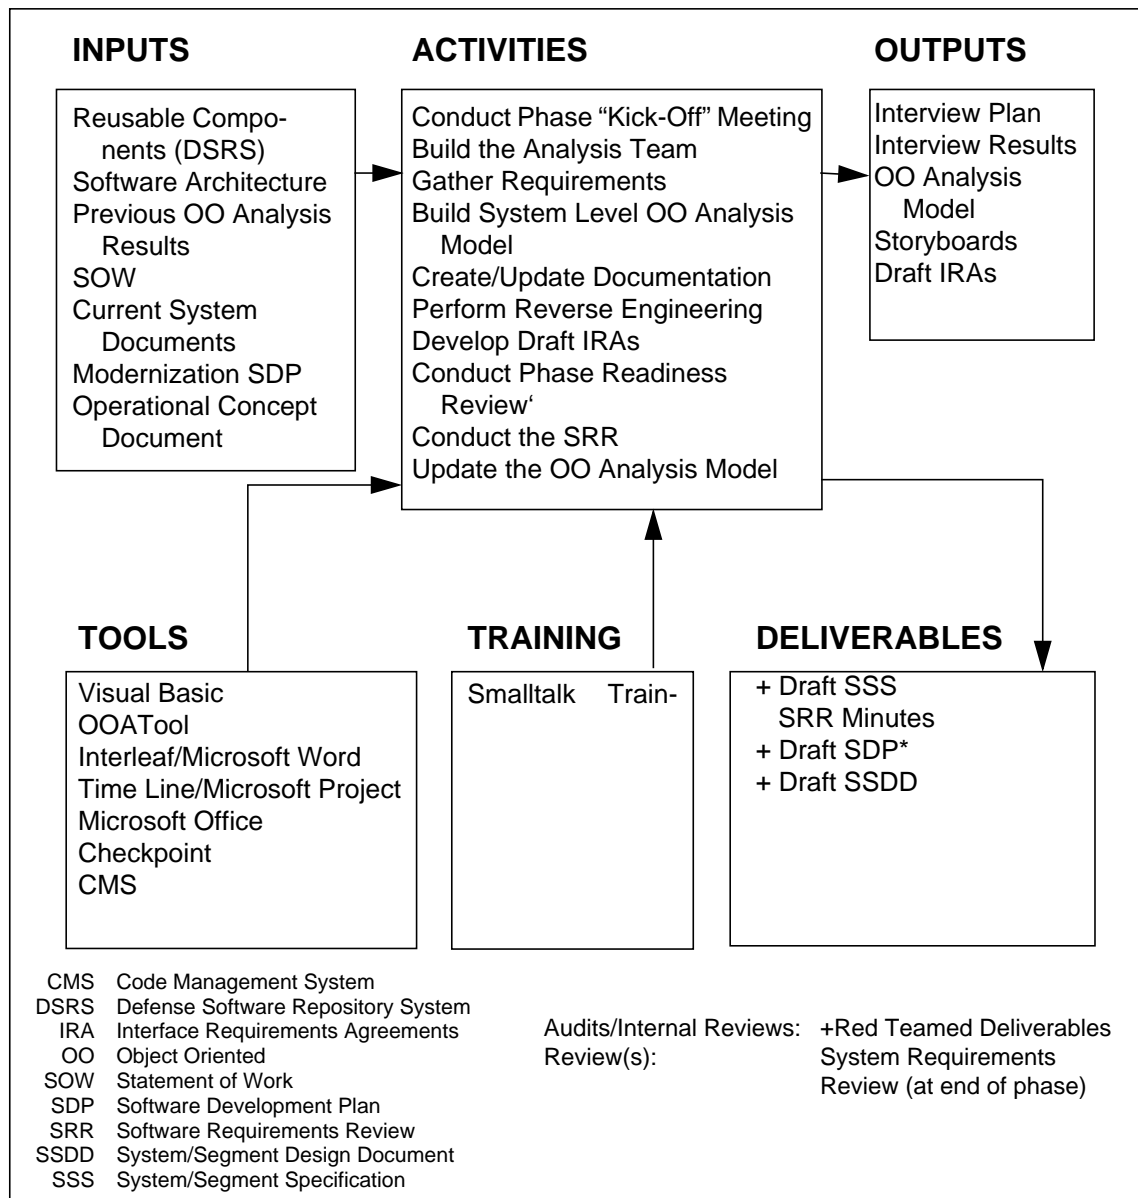 INPUTS
Reusable Compo-
nents (DSRS)
Software Architecture
Previous OO Analysis
Results
SOW
Current System
Documents
Modernization SDP
Operational Concept
Document
ACTIVITIES
Conduct Phase “Kick-Off” Meeting
Build the Analysis Team
Gather Requirements
Build System Level OO Analysis
Model
Create/Update Documentation
Perform Reverse Engineering
Develop Draft IRAs
Conduct Phase Readiness
Review‘
Conduct the SRR
Update the OO Analysis Model
OUTPUTS
Interview Plan
Interview Results
OO Analysis
Model
Storyboards
Draft IRAs
TOOLS
Visual Basic
OOATool
Interleaf/Microsoft Word
Time Line/Microsoft Project
Microsoft Office
Checkpoint
CMS
TRAINING
Smalltalk Train-
DELIVERABLES
+ Draft SSS
SRR Minutes
+ Draft SDP*
+ Draft SSDD
CMS Code Management System
DSRS Defense Software Repository System
IRA Interface Requirements Agreements
OO Object Oriented
SOW Statement of Work
SDP Software Development Plan
SRR Software Requirements Review
SSDD System/Segment Design Document
SSS System/Segment Specification
Audits/Internal Reviews: +Red Teamed Deliverables
Review(s): System Requirements
Review (at end of phase)